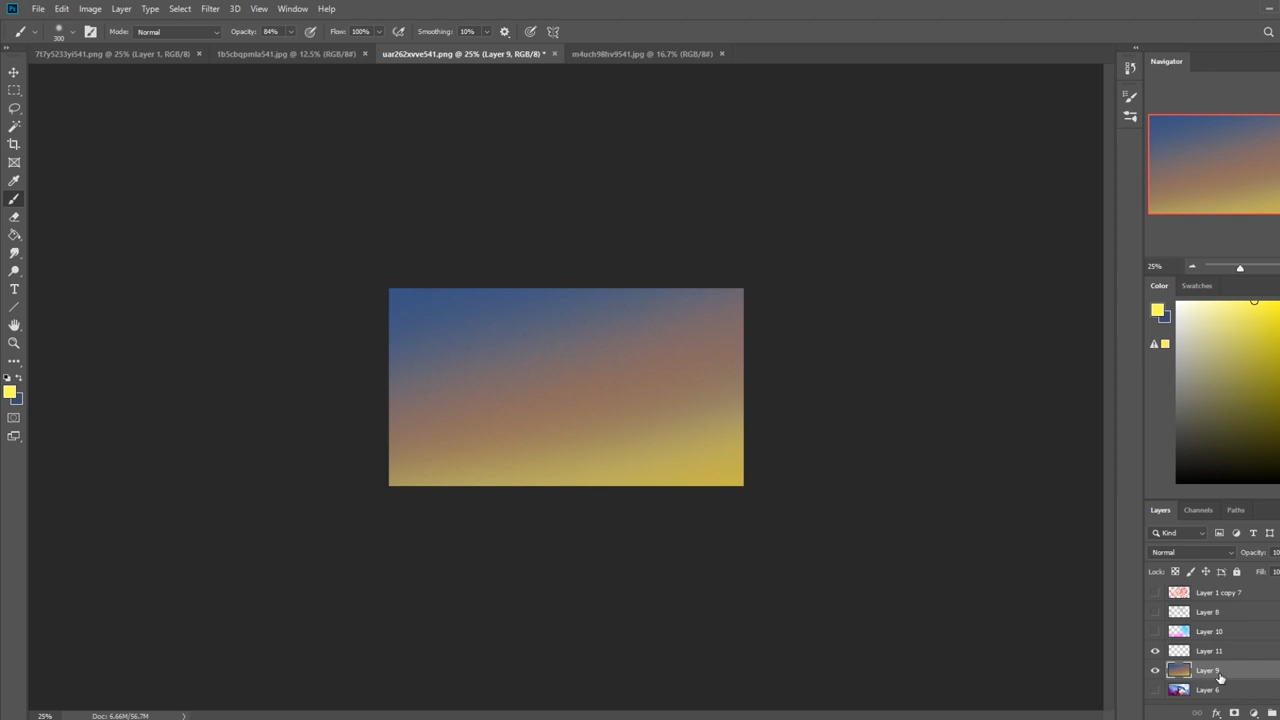 Ps File Edit Image Layer Type Select Filter 3D View Window Help
300 Mode: Normal Opacity: 84% Flow: 100% Smoothing: 10%
7t7y5233yi541.png @ 25% (Layer 1, RGB/8) × 1b5cbqpmla541.jpg @ 12.5% (RGB/8#) × uar262xvve541.png @ 25% (Layer 9, RGB/8) * × m4uch98hv9541.jpg @ 16.7% (RGB/8#) ×
Navigator
25%
Color Swatches
Layers Channels Paths
Kind
Normal Opacity: 10
Lock: Fill: 10
Layer 1 copy 7
Layer 8
Layer 10
Layer 11
Layer 9
Layer 6
fx
25% Doc: 6.66M/56.7M